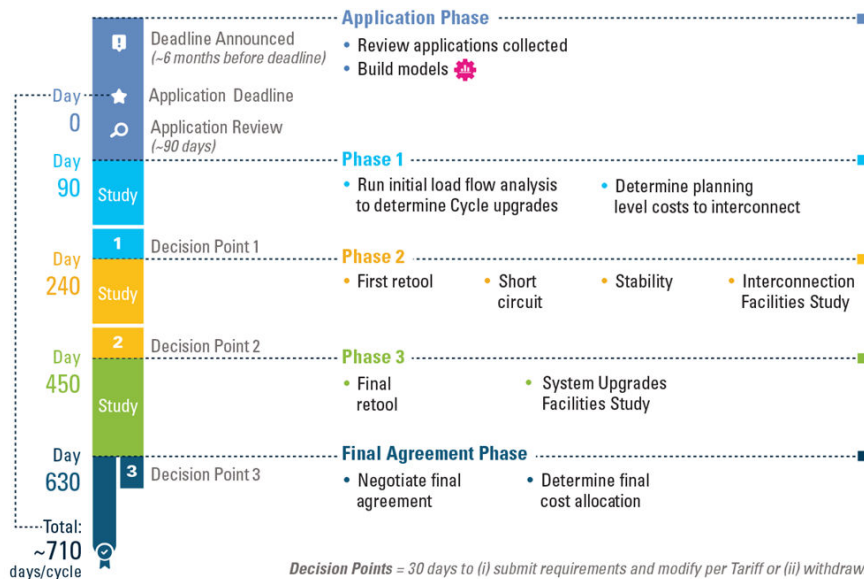 Application Phase
Deadline Announced
(~6 months before deadline)
• Review applications collected
• Build models
Day
0
Application Deadline
Application Review
(~90 days)
Day
90
Study
Phase 1
• Run initial load flow analysis
to determine Cycle upgrades
• Determine planning
level costs to interconnect
1
Decision Point 1
Day
240
Study
Phase 2
• First retool
• Short
circuit
• Stability
• Interconnection
Facilities Study
2
Decision Point 2
Day
450
Study
Phase 3
• Final
retool
• System Upgrades
Facilities Study
Day
630
3
Decision Point 3
Final Agreement Phase
• Negotiate final
agreement
• Determine final
cost allocation
Total:
~710
days/cycle
Decision Points = 30 days to (i) submit requirements and modify per Tariff or (ii) withdraw